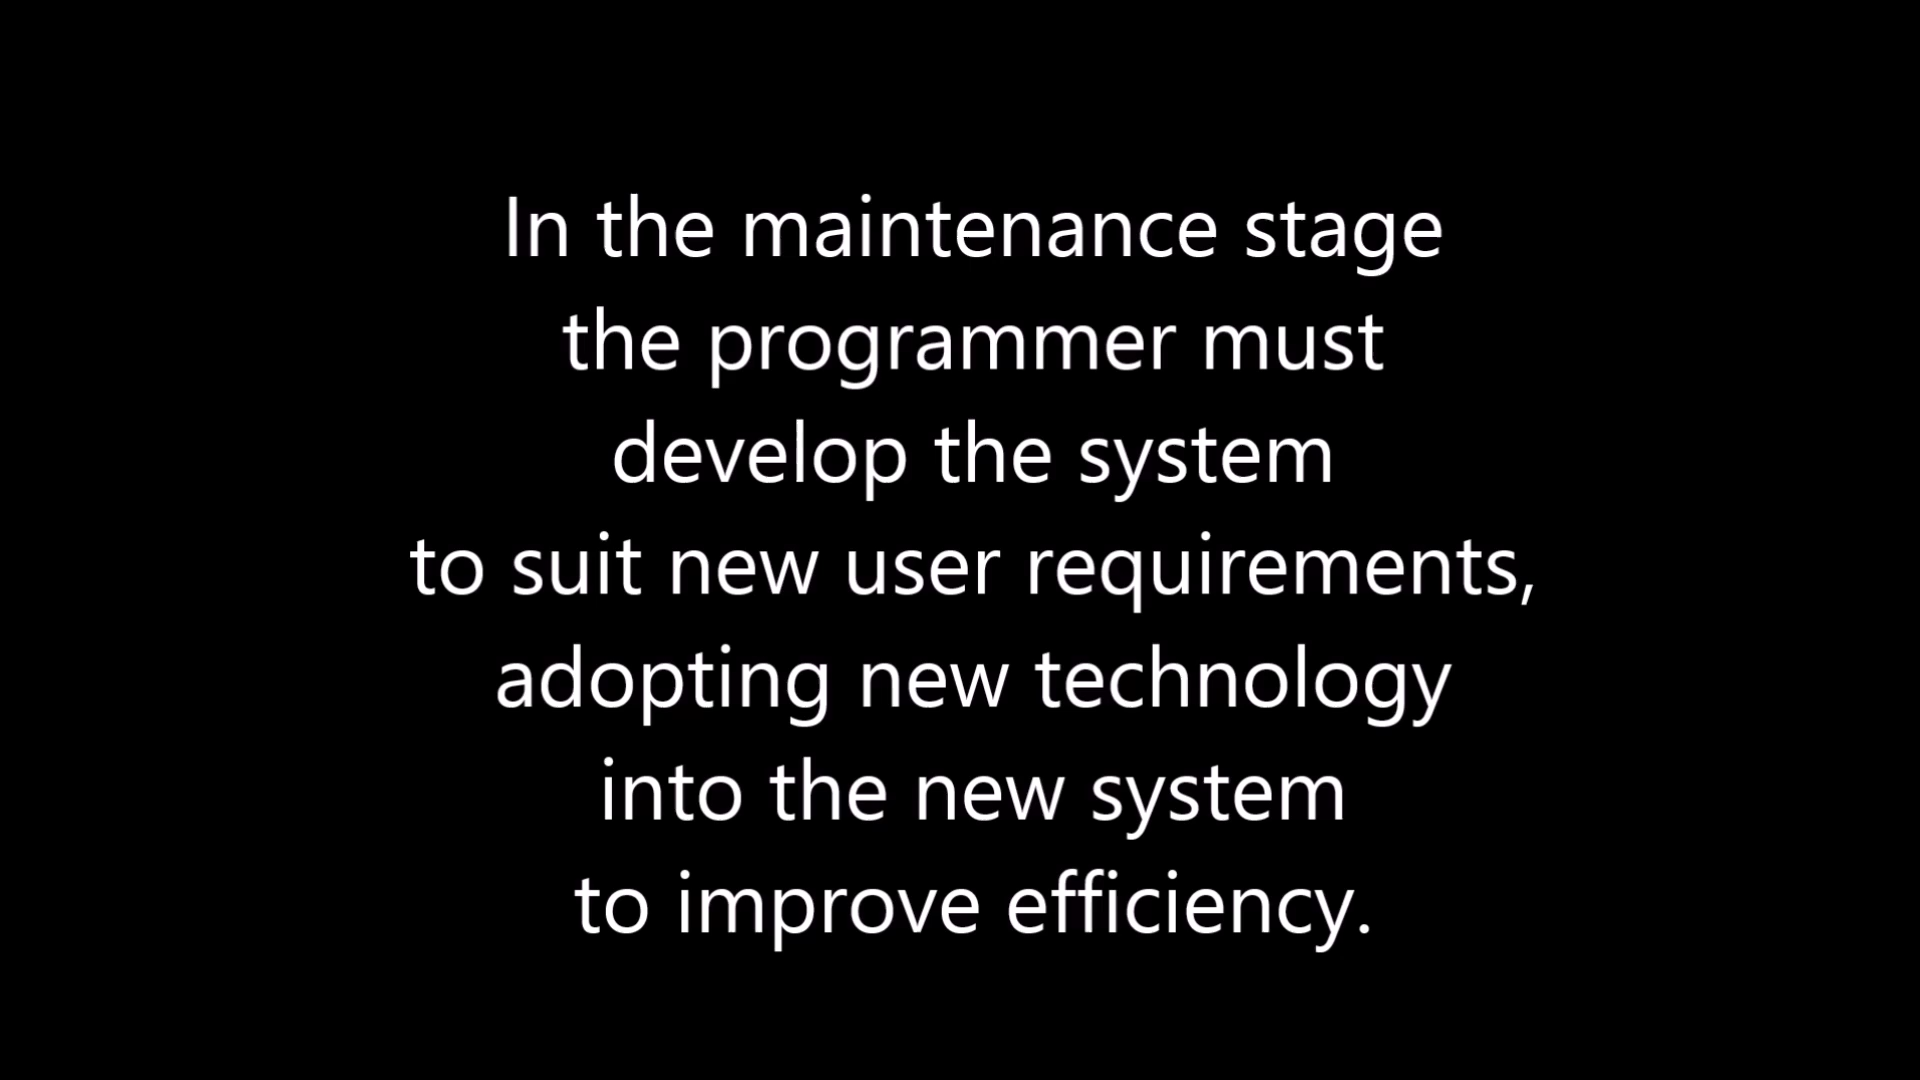 In the maintenance stage
the programmer must
develop the system
to suit new user requirements,
adopting new technology
into the new system
to improve efficiency.